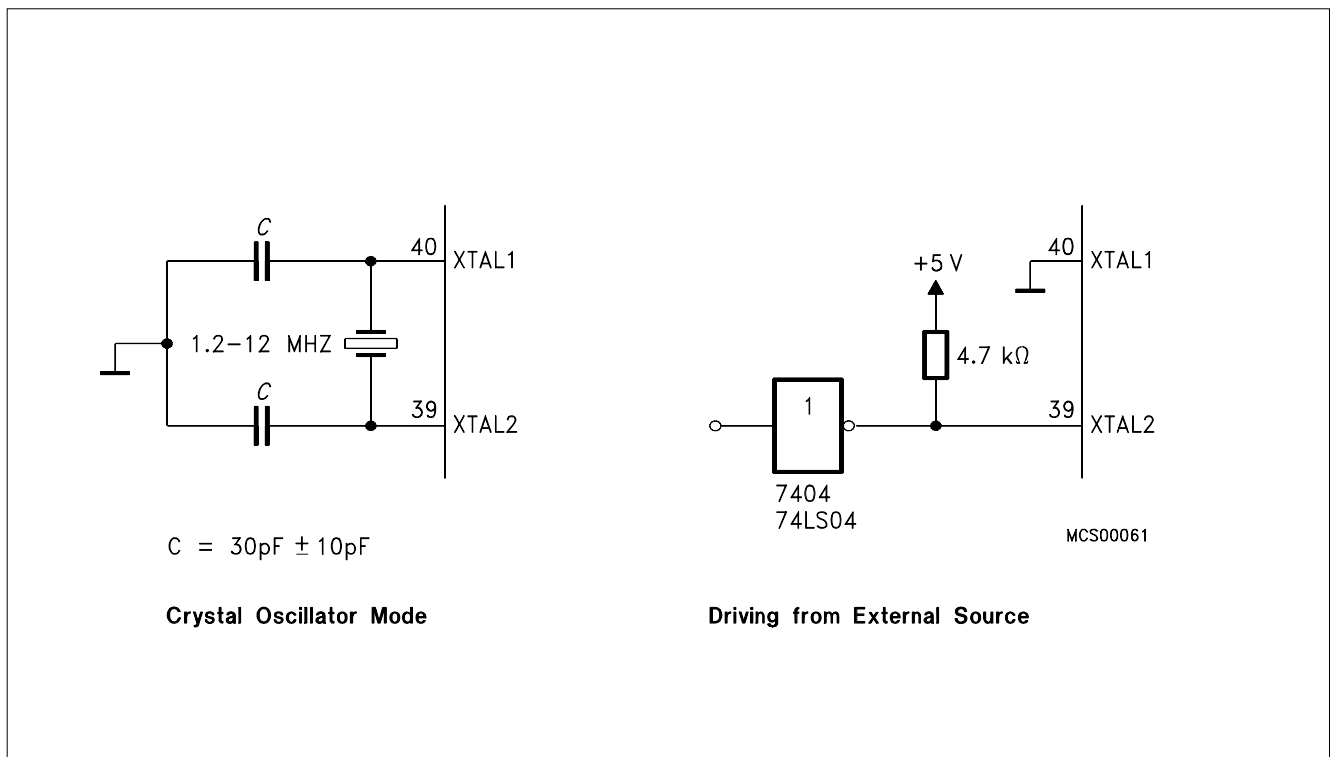 C
40
XTAL1
1.2–12 MHZ
C
39
XTAL2
C = 30pF ± 10pF
Crystal Oscillator Mode
+5 V
40
XTAL1
4.7 kΩ
1
39
XTAL2
7404
74LS04
MCS00061
Driving from External Source